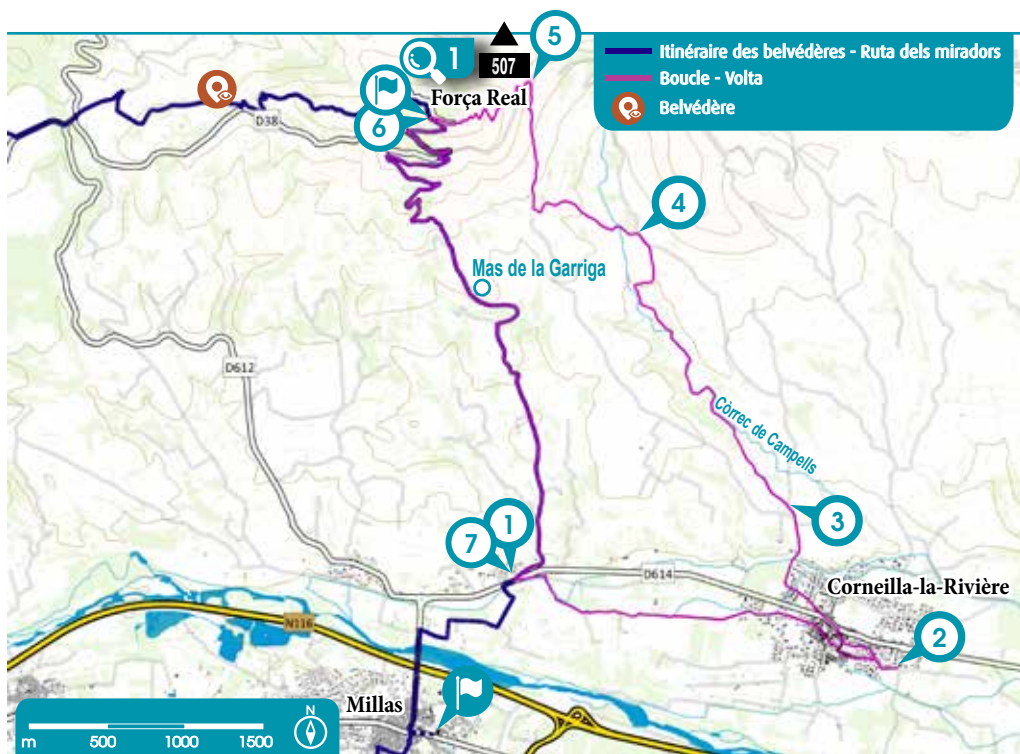 1
507
5
Força Real
6
Itinéraire des belvédères - Ruta dels miradors
Boucle - Volta
Belvédère
D38
4
Mas de la Garriga
D612
Còrrec de Campells
3
1
7
D614
Corneilla-la-Rivière
N116
2
Millas
N
m 500 1000 1500